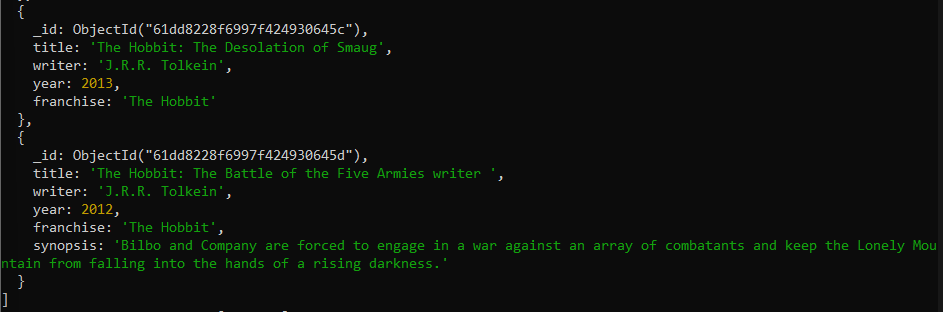 {
_id: ObjectId("61dd8228f6997f424930645c"),
title: 'The Hobbit: The Desolation of Smaug',
writer: 'J.R.R. Tolkein',
year: 2013,
franchise: 'The Hobbit'
},
{
_id: ObjectId("61dd8228f6997f424930645d"),
title: 'The Hobbit: The Battle of the Five Armies writer ',
writer: 'J.R.R. Tolkein',
year: 2012,
franchise: 'The Hobbit',
synopsis: 'Bilbo and Company are forced to engage in a war against an array of combatants and keep the Lonely Mou
ntain from falling into the hands of a rising darkness.'
}
]